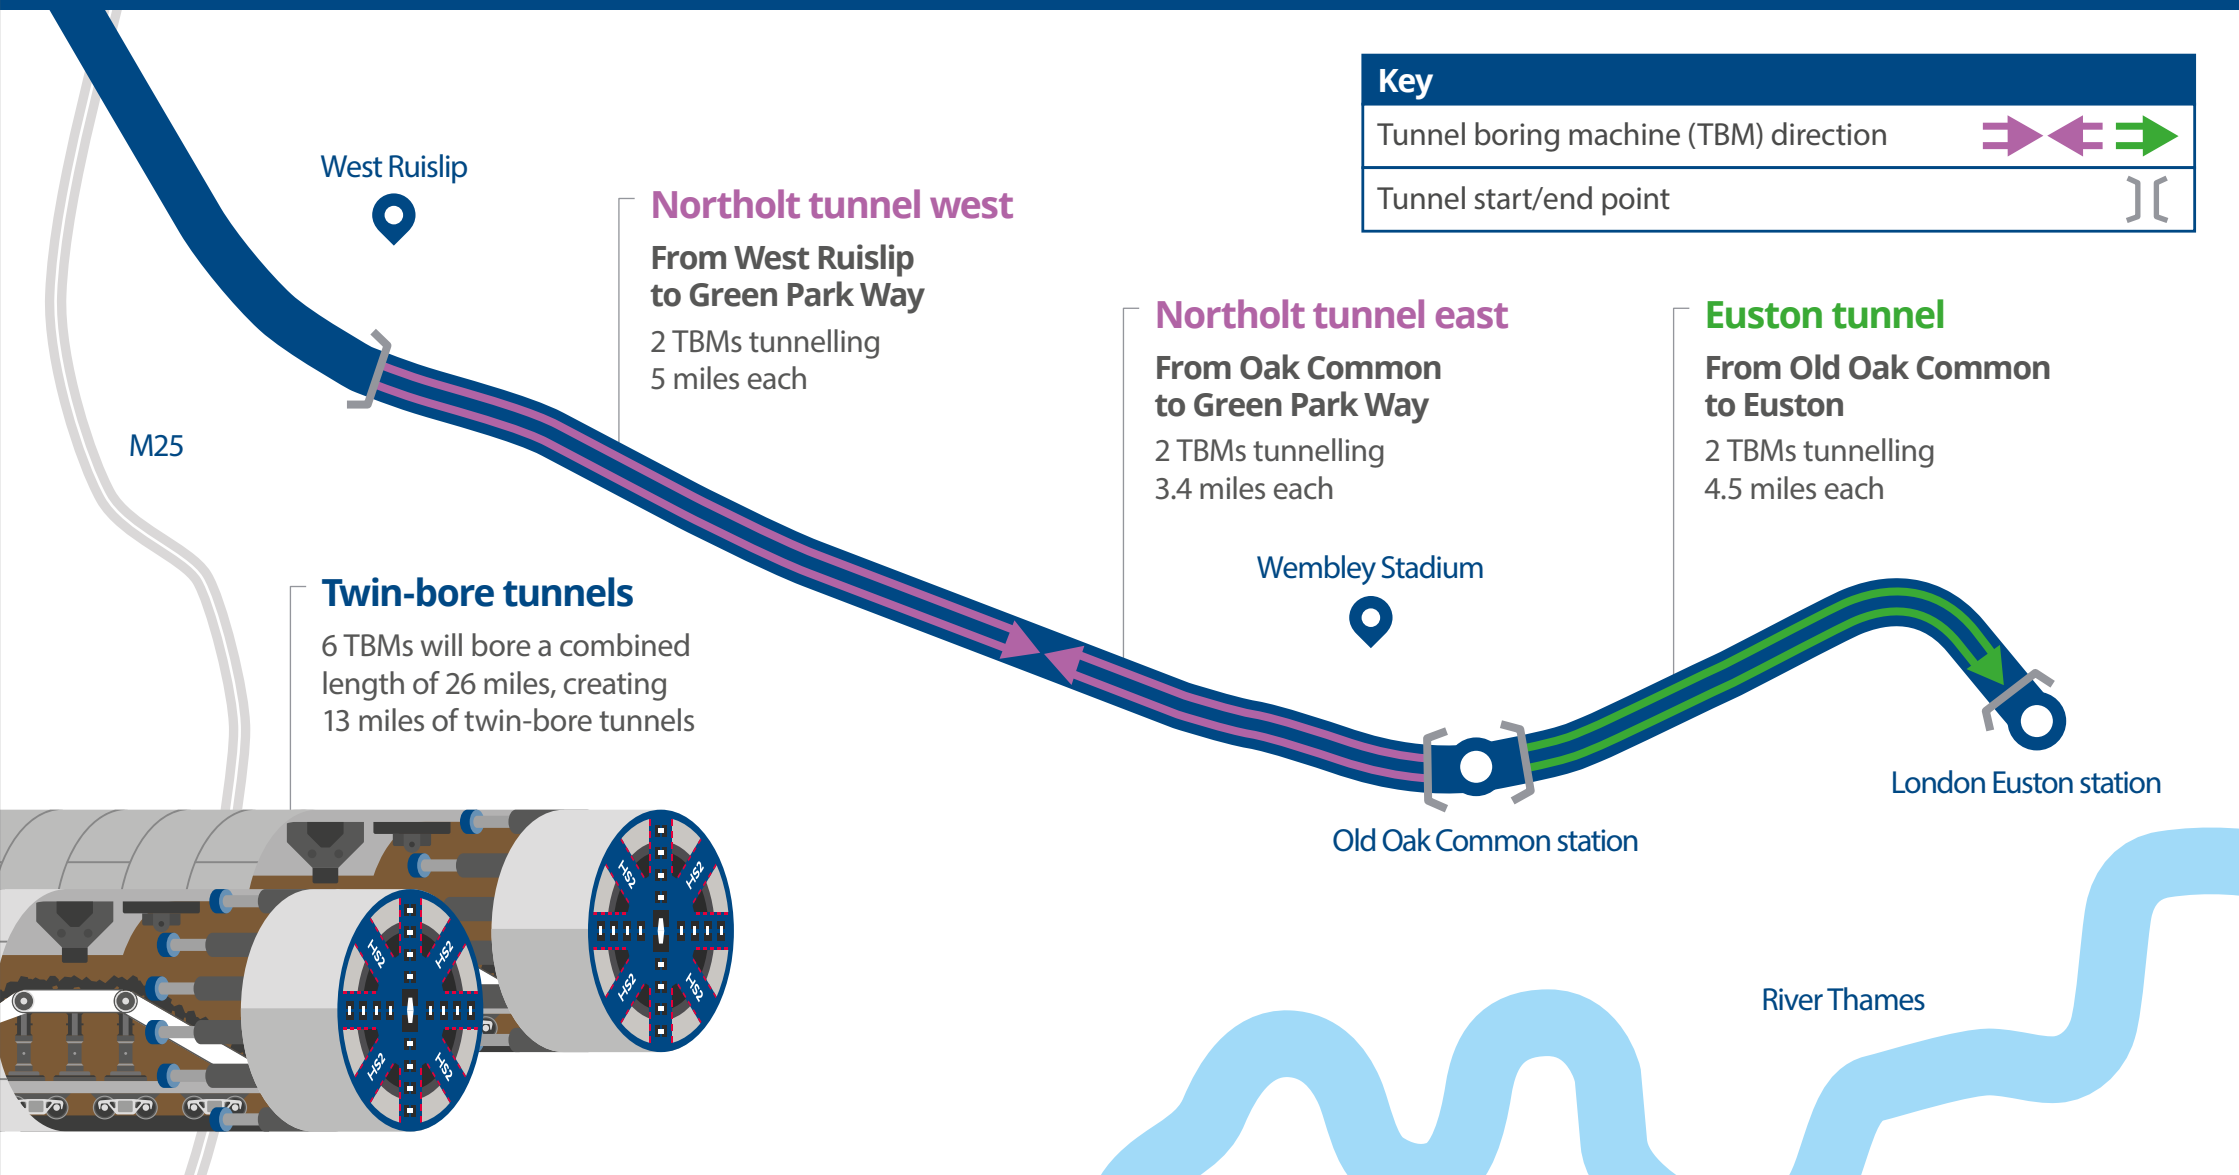 Key
Tunnel boring machine (TBM) direction
Tunnel start/end point
West Ruislip
Northolt tunnel west
From West Ruislip
to Green Park Way
2 TBMs tunnelling
5 miles each
Northolt tunnel east
From Oak Common
to Green Park Way
2 TBMs tunnelling
3.4 miles each
Euston tunnel
From Old Oak Common
to Euston
2 TBMs tunnelling
4.5 miles each
M25
Wembley Stadium
Twin-bore tunnels
6 TBMs will bore a combined
length of 26 miles, creating
13 miles of twin-bore tunnels
London Euston station
Old Oak Common station
River Thames
HS2
HS2
HS2
HS2
HS2
HS2
HS2
HS2